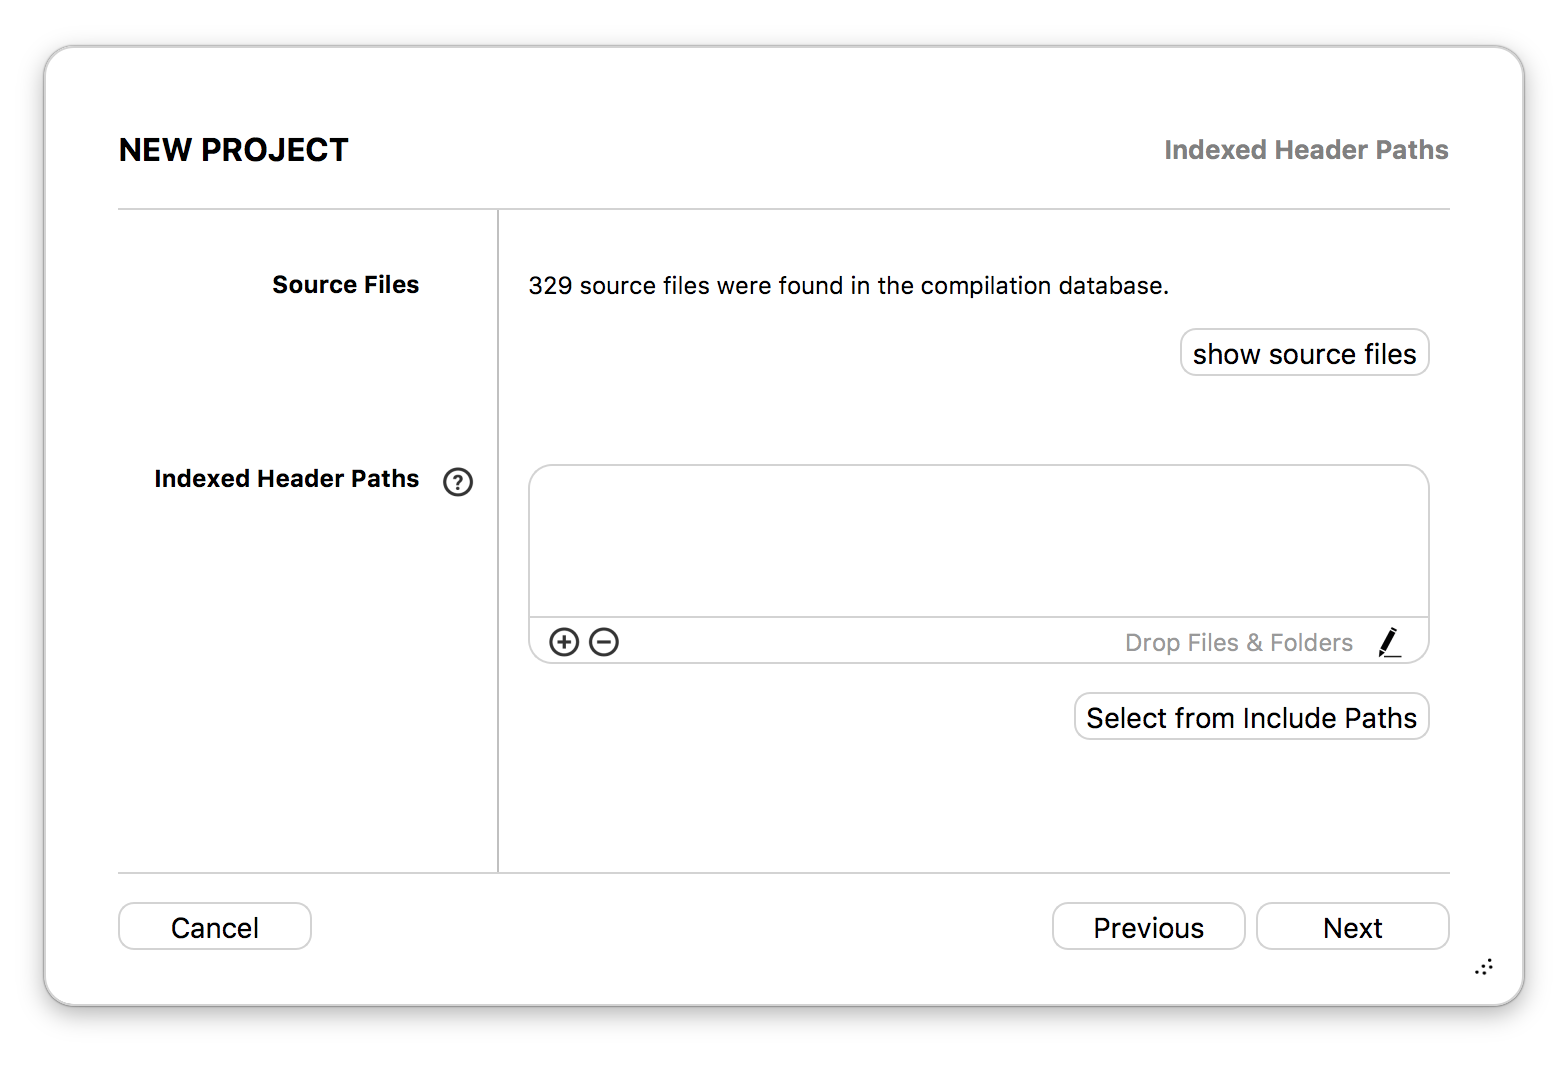 NEW PROJECT
Indexed Header Paths
Source Files
329 source files were found in the compilation database.
show source files
Indexed Header Paths
?
Drop Files & Folders
Select from Include Paths
Cancel
Previous
Next